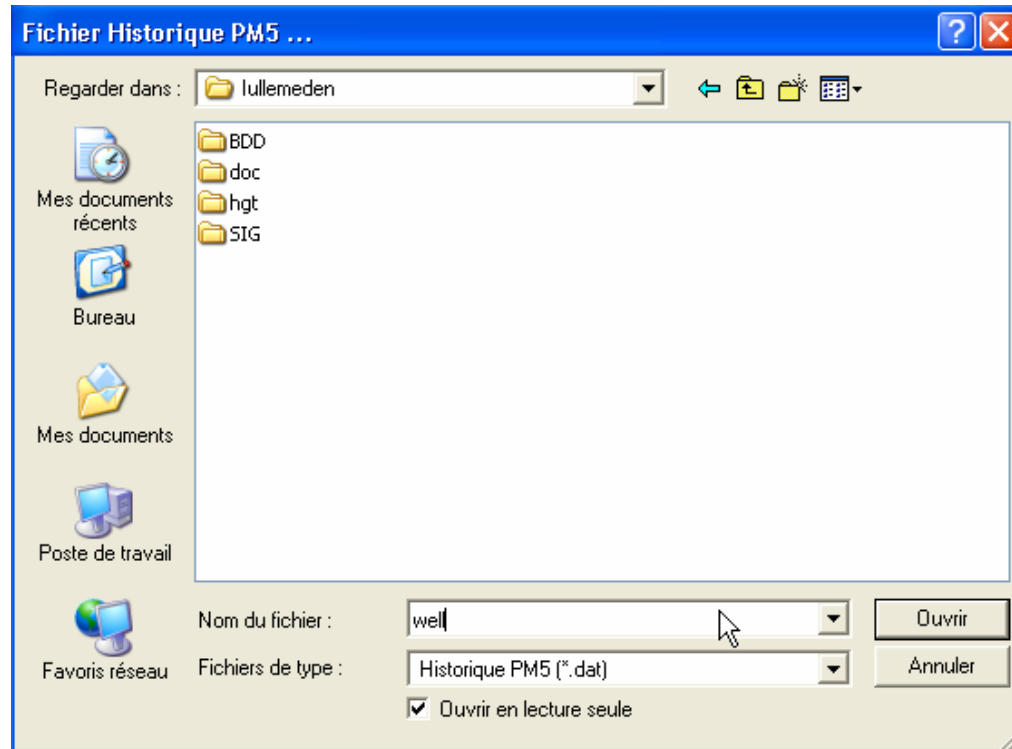 Fichier Historique PM5 ...
Regarder dans :
Iullemeden
BDD
doc
hgt
SIG
Mes documents
récents
Bureau
Mes documents
Poste de travail
Favoris réseau
Nom du fichier :
well
Ouvrir
Fichiers de type :
Historique PM5 (*.dat)
Annuler
Ouvrir en lecture seule